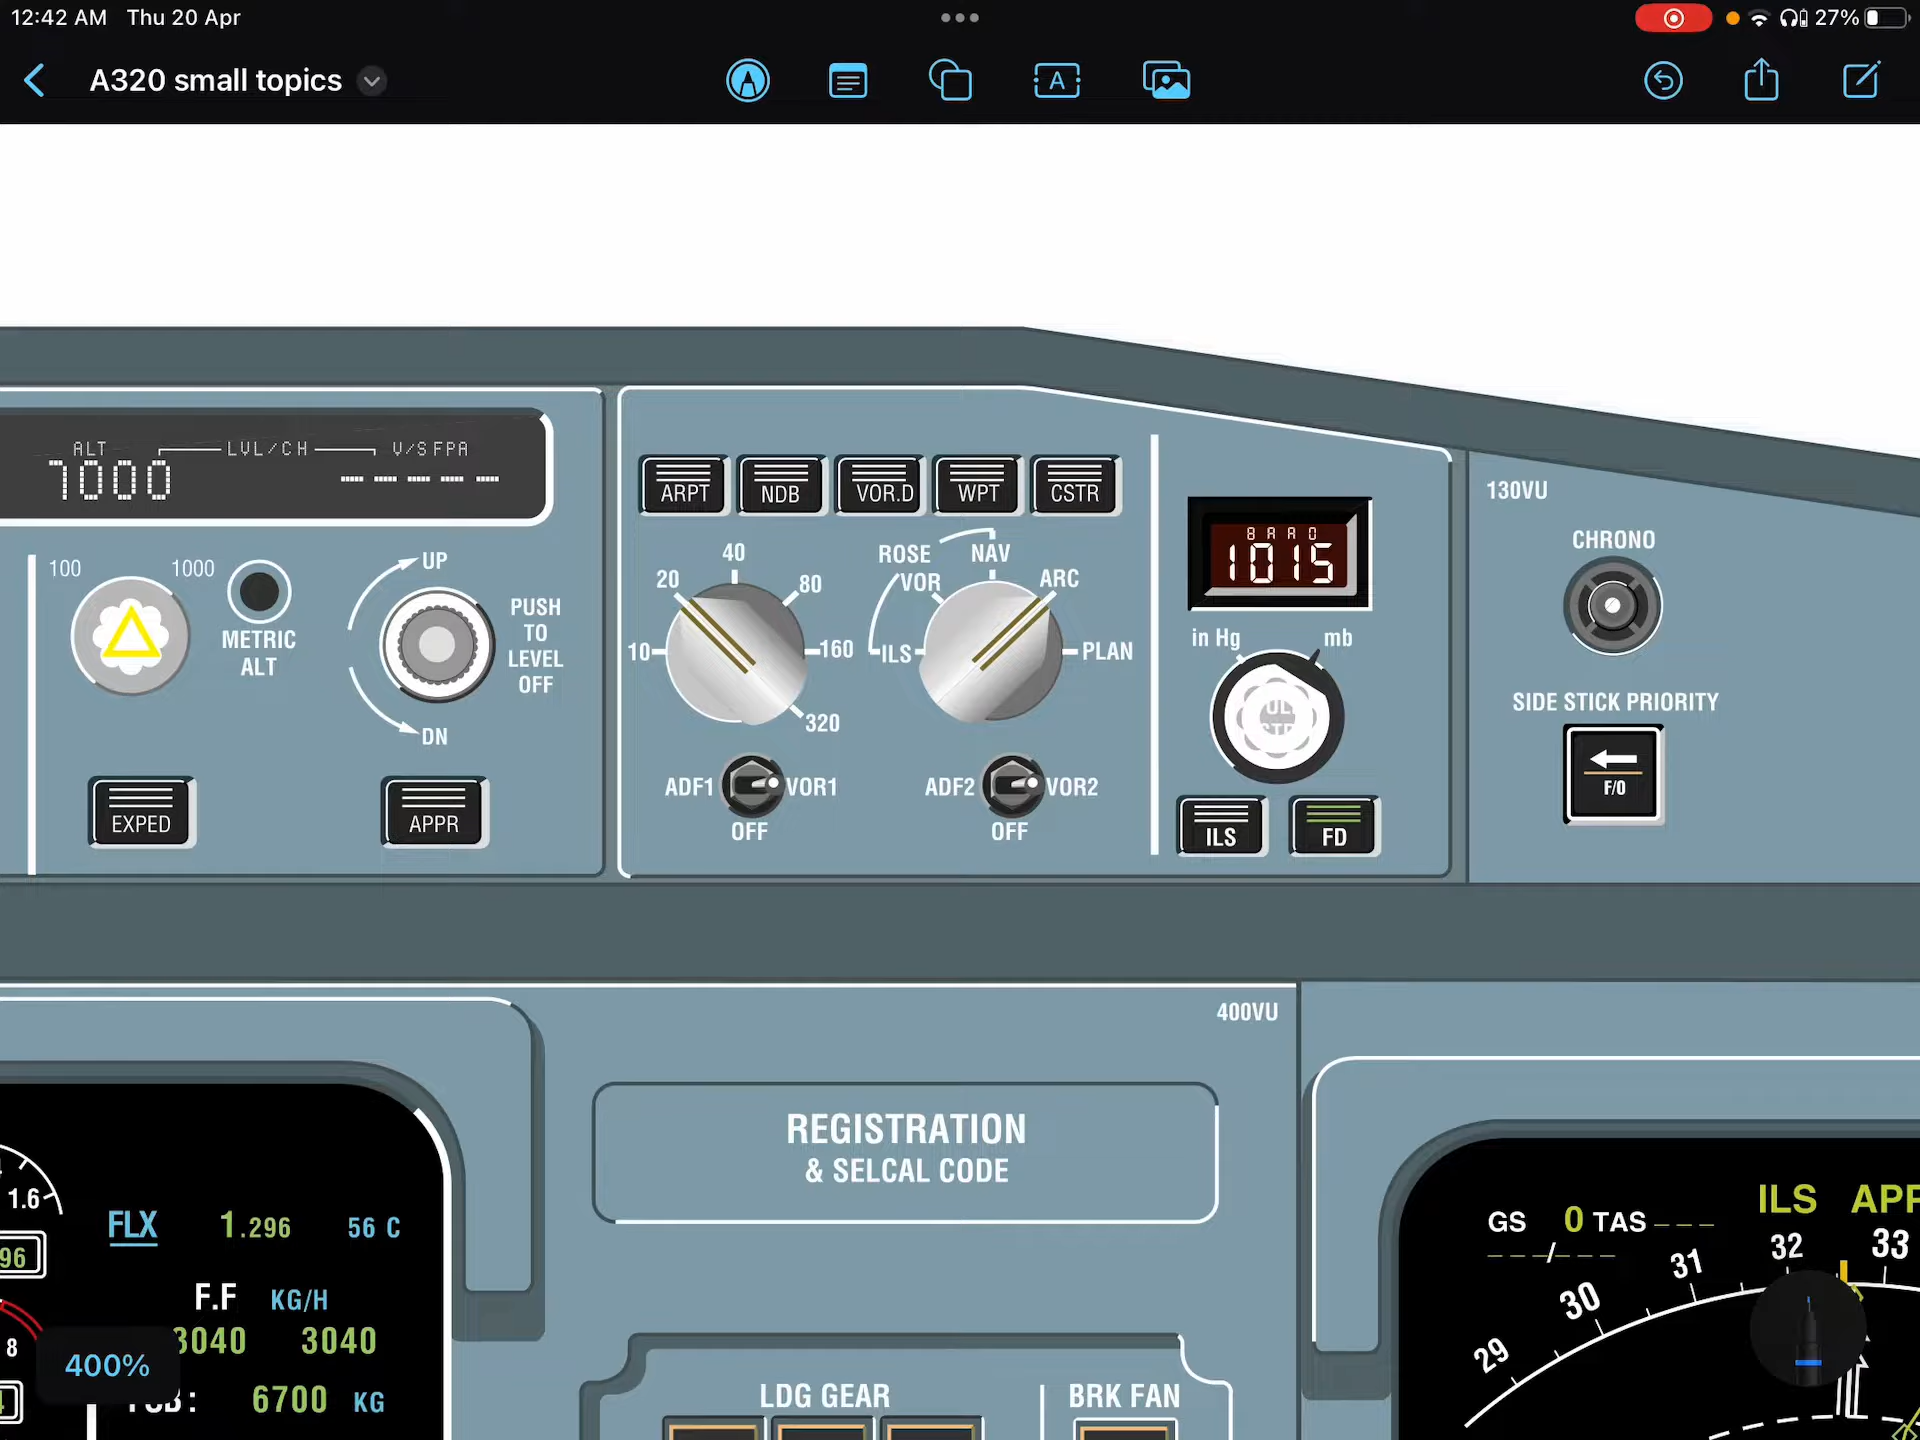 12:42 AM Thu 20 Apr
27%
A320 small topics
A
ALT LVL/CH V/S FPA
7000 -----
100 1000
METRIC
ALT
UP
PUSH
TO
LEVEL
OFF
DN
EXPED
APPR
ARPT NDB VOR.D WPT CSTR
10 20 40 80 160 320
ROSE
ILS VOR NAV ARC PLAN
ADF1 VOR1
OFF
ADF2 VOR2
OFF
1015
in Hg mb
ILS FD
130VU
CHRONO
SIDE STICK PRIORITY
F/O
400VU
REGISTRATION
& SELCAL CODE
1.6
96
8
FLX 1.296 56 C
F.F KG/H
3040 3040
400%
6700 KG
LDG GEAR
BRK FAN
GS 0 TAS ---
---/---
ILS APP
29 30 31 32 33